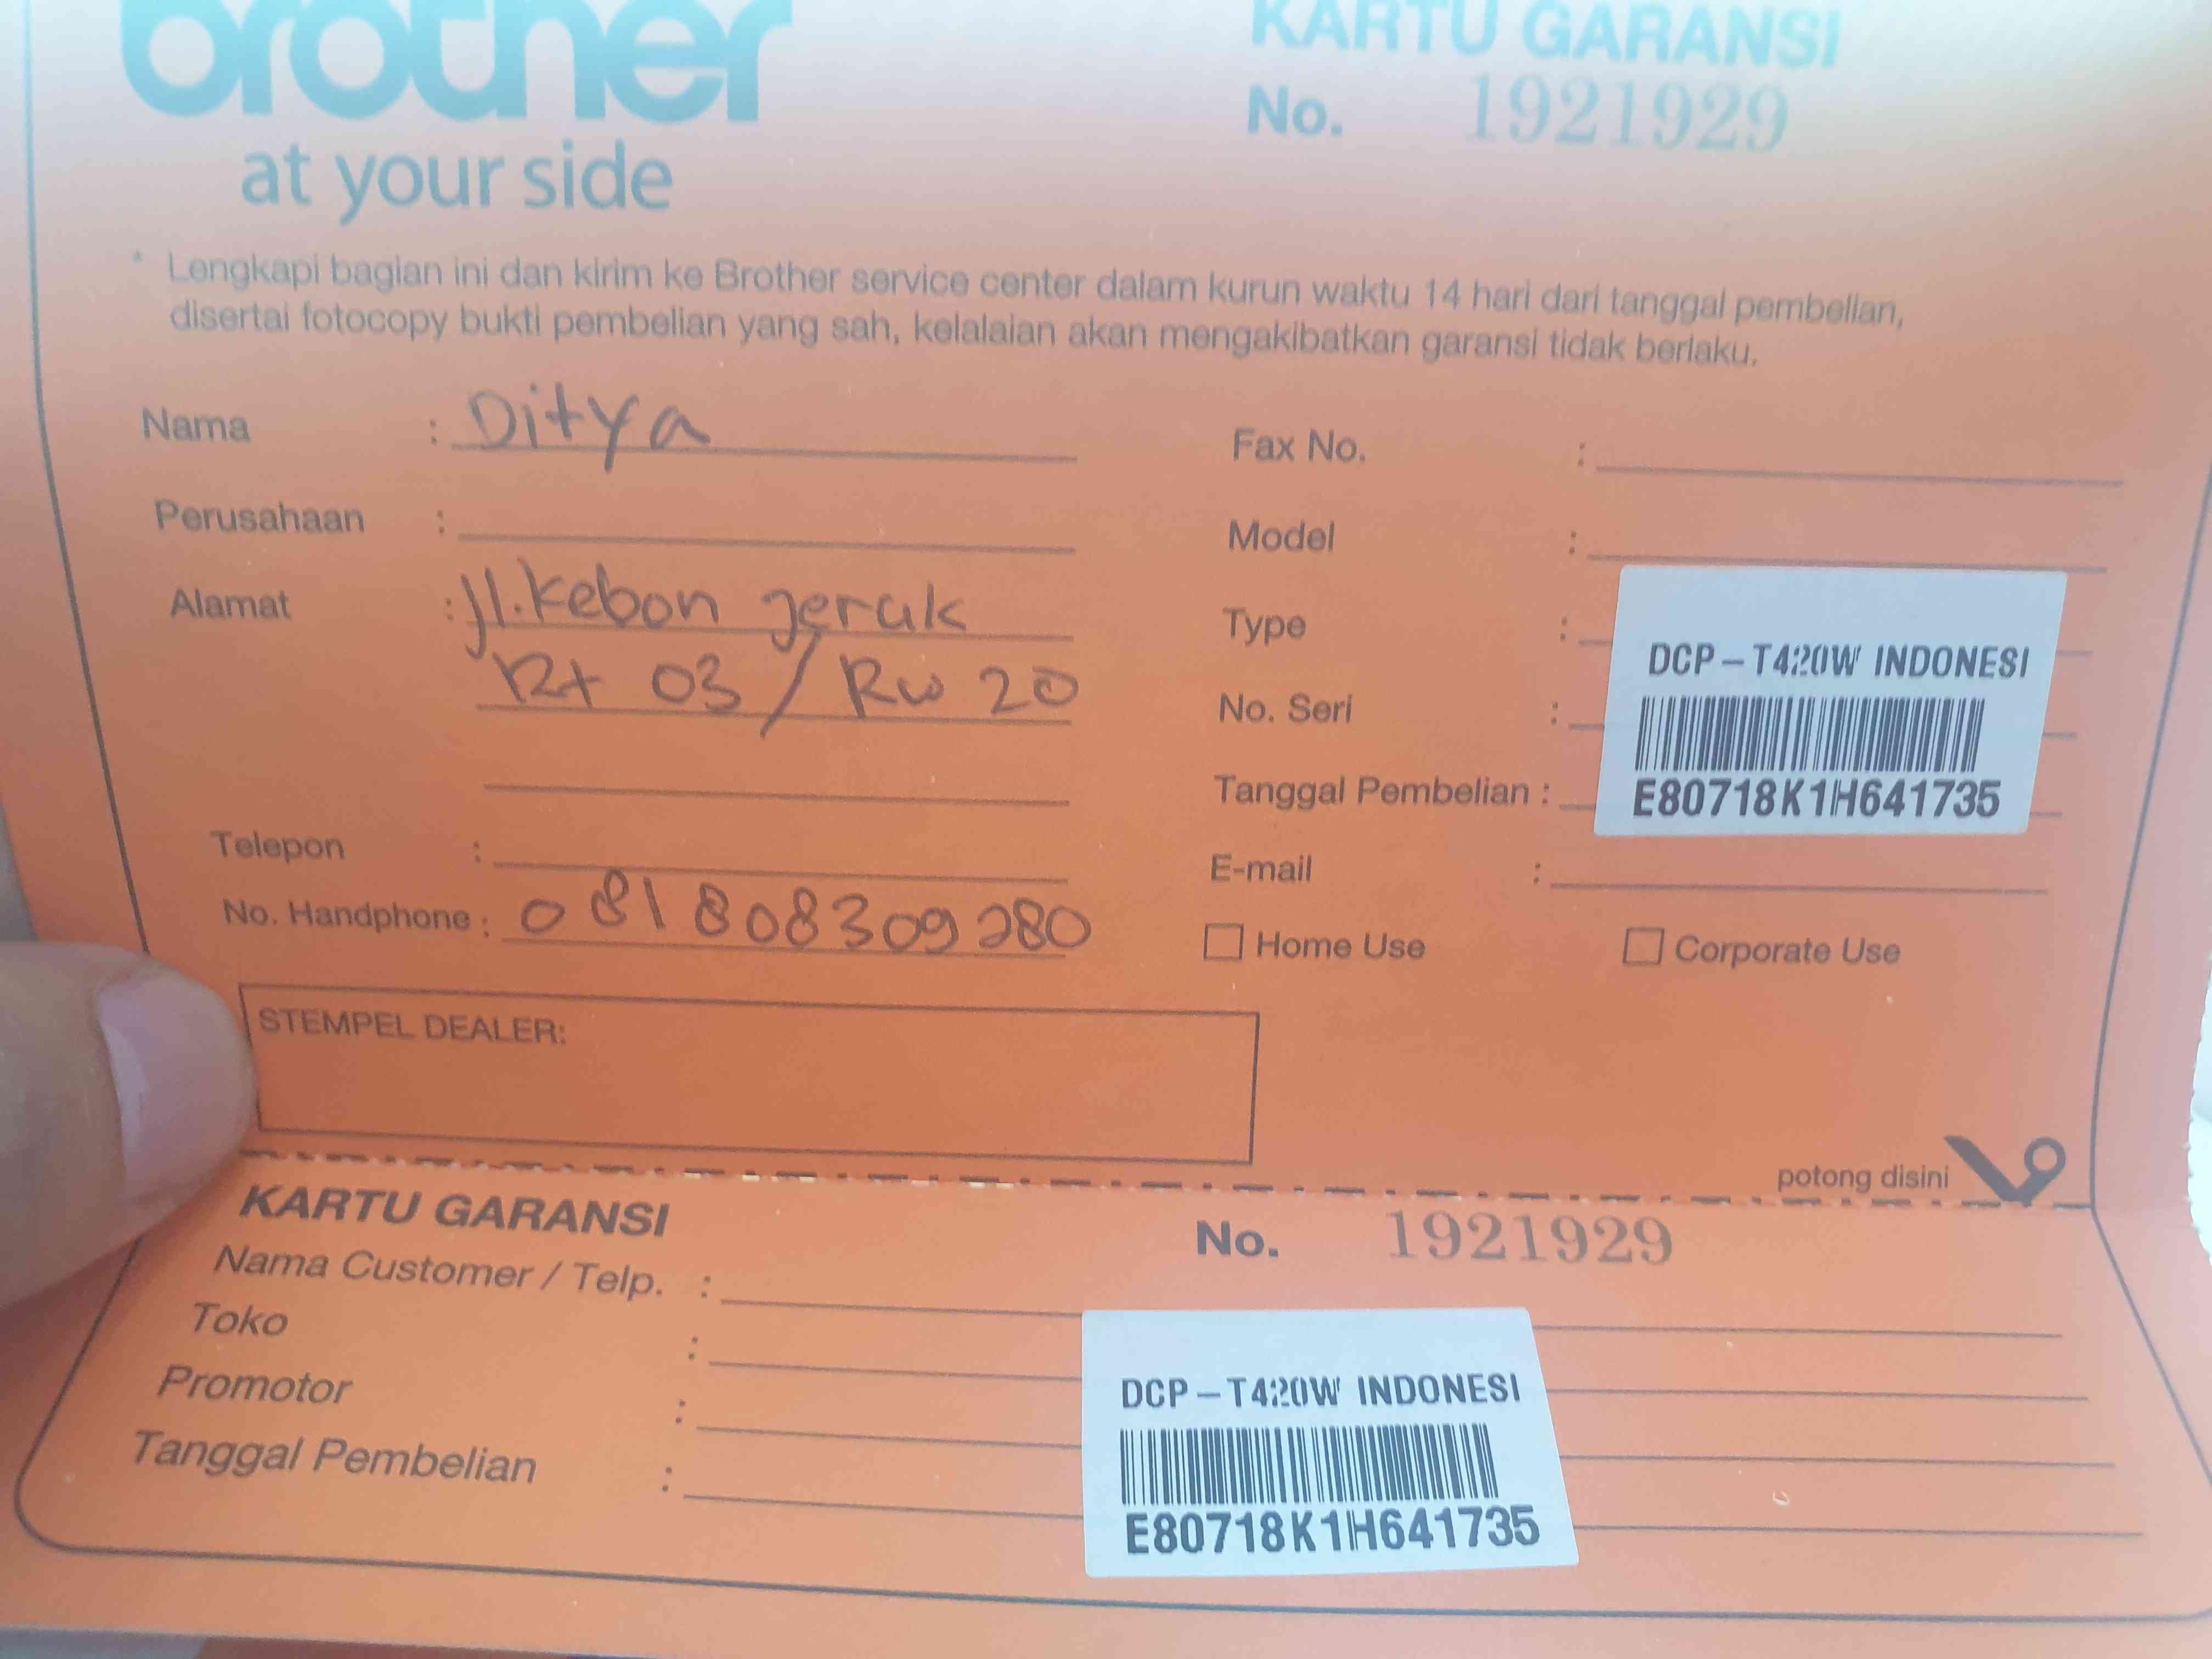 brother
at your side
KARTU GARANSI
No. 1921929
* Lengkapi bagian ini dan kirim ke Brother service center dalam kurun waktu 14 hari dari tanggal pembelian,
disertai fotocopy bukti pembelian yang sah, kelalaian akan mengakibatkan garansi tidak berlaku.
Nama : Ditya
Perusahaan :
Alamat : Jl. Kebon jeruk
Rt 03 / Rw 20
Telepon :
No. Handphone : 081808309280
Fax No. :
Model :
Type :
No. Seri :
Tanggal Pembelian :
DCP-T420W INDONESI
E80718K1H641735
E-mail :
Home Use
Corporate Use
STEMPEL DEALER:
potong disini
KARTU GARANSI
No. 1921929
Nama Customer / Telp. :
Toko :
Promotor :
Tanggal Pembelian :
DCP-T420W INDONESI
E80718K1H641735